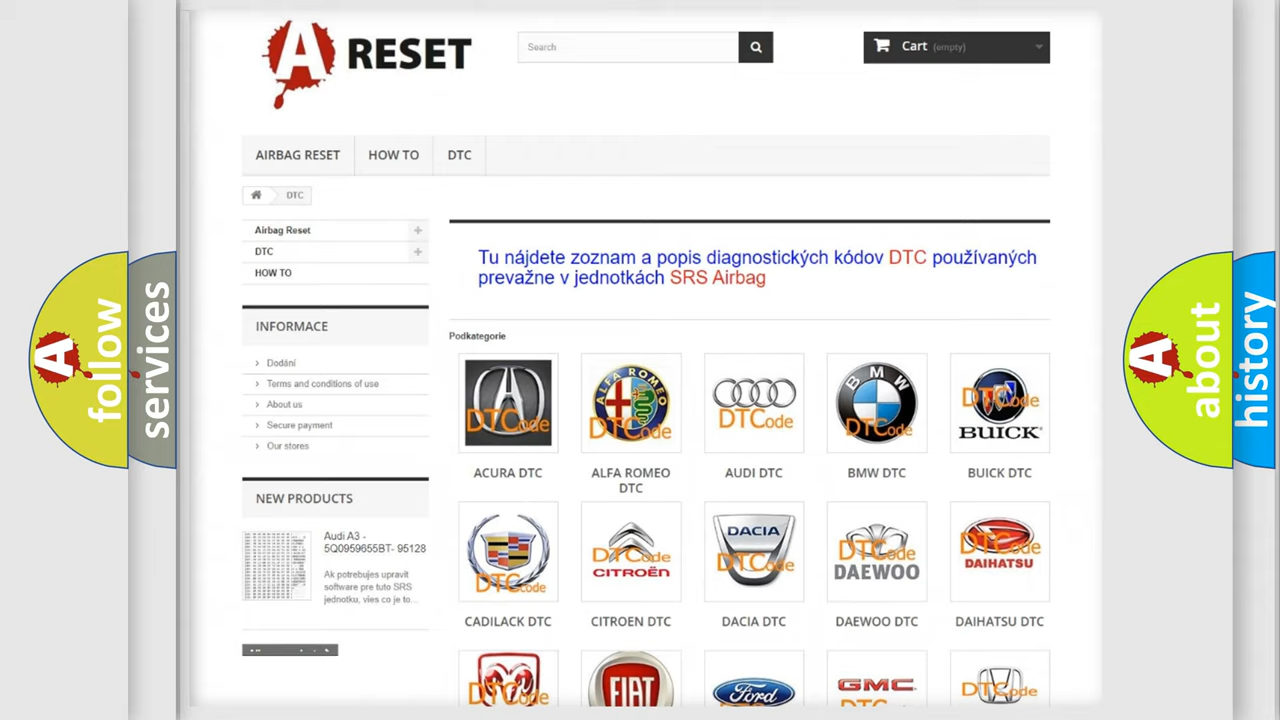 A RESET
Search
Cart (empty)
AIRBAG RESET
HOW TO
DTC
DTC
Airbag Reset
DTC
HOW TO
Tu nájdete zoznam a popis diagnostických kódov DTC používaných
prevažne v jednotkách SRS Airbag
INFORMACE
Dodání
Terms and conditions of use
About us
Secure payment
Our stores
NEW PRODUCTS
Audi A3 -
5Q0959655BT- 95128
Ak potrebujes upravit
software pre tuto SRS
jednotku, vies co je to...
Podkategorie
DTCode
ALFA ROMEO
DTCode
DTCode
BMW
DTCode
DTCode
BUICK
ACURA DTC
ALFA ROMEO
DTC
AUDI DTC
BMW DTC
BUICK DTC
DTCode
DTCode
CITROËN
DACIA
DTCode
DTCode
DAEWOO
DTCode
DAIHATSU
CADILACK DTC
CITROEN DTC
DACIA DTC
DAEWOO DTC
DAIHATSU DTC
DTCode
FIAT
Ford
GMC
DTCode
A follow
services
A about
history